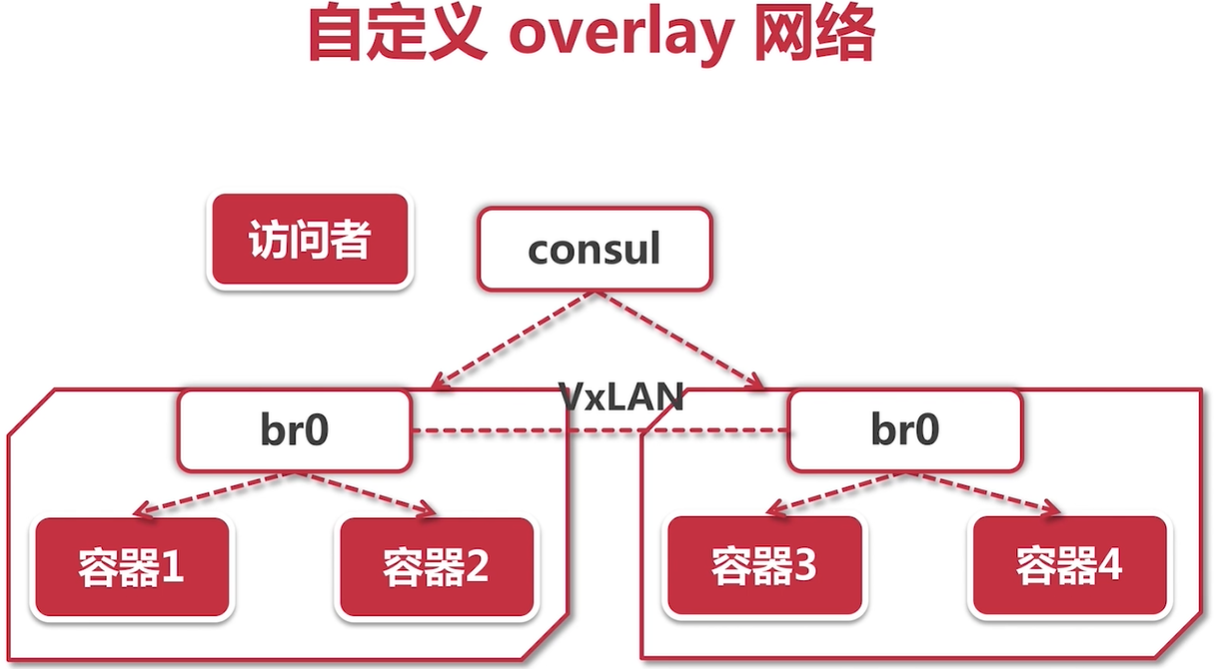 自定义 overlay 网络
访问者
consul
VxLAN
br0
br0
容器1
容器2
容器3
容器4